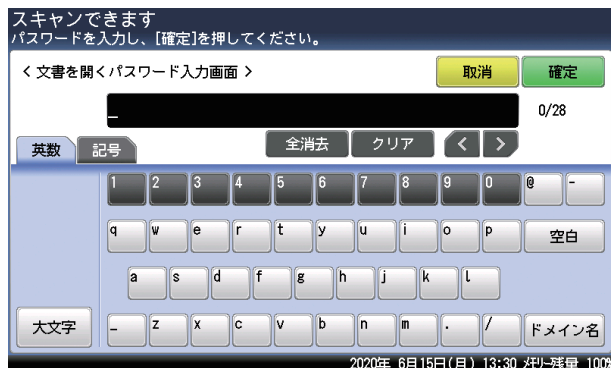 スキャンできます
パスワードを入力し、[確定]を押してください。
< 文書を開くパスワード入力画面 > 取消 確定
_ 0/28
英数 記号 全消去 クリア < >
1 2 3 4 5 6 7 8 9 0 @ -
q w e r t y u i o p 空白
a s d f g h j k l
大文字 _ z x c v b n m . / ドメイン名
2020年 6月15日(月) 13:30 メモリー残量 100%